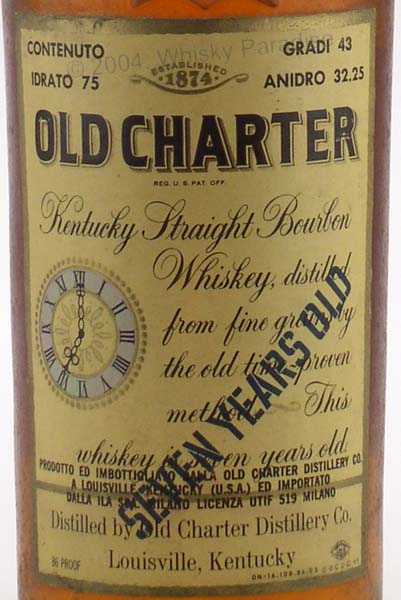 © 2004, Whisky Paradise
CONTENUTO GRADI 43
IDRATO 75 ANIDRO 32.25
ESTABLISHED
1874
OLD CHARTER
REG. U. S. PAT. OFF.
Kentucky Straight Bourbon
Whiskey, distilled
from fine grains by
the old time proven
method This
whiskey is seven years old.
SEVEN YEARS OLD
PRODOTTO ED IMBOTTIGLIATO DALLA OLD CHARTER DISTILLERY CO.
A LOUISVILLE KENTUCKY (U.S.A.) ED IMPORTATO
DALLA ILA MILANO LICENZA UTIF 519 MILANO
Distilled by Old Charter Distillery Co.
86 PROOF Louisville, Kentucky